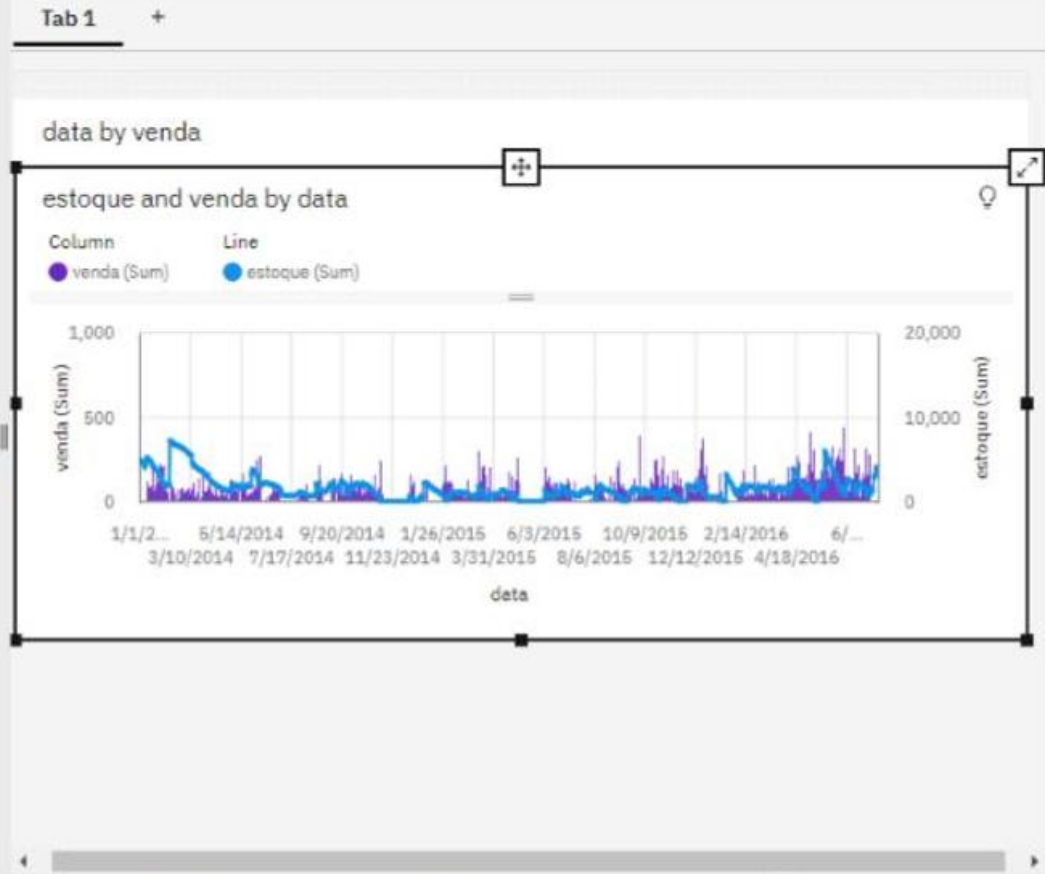 Tab 1 +
data by venda
estoque and venda by data
Column Line
venda (Sum) estoque (Sum)
1,000 20,000
venda (Sum)
estoque (Sum)
500 10,000
0 0
1/1/2... 5/14/2014 9/20/2014 1/26/2015 6/3/2015 10/9/2015 2/14/2016 6/...
3/10/2014 7/17/2014 11/23/2014 3/31/2015 8/6/2015 12/12/2015 4/18/2016
data